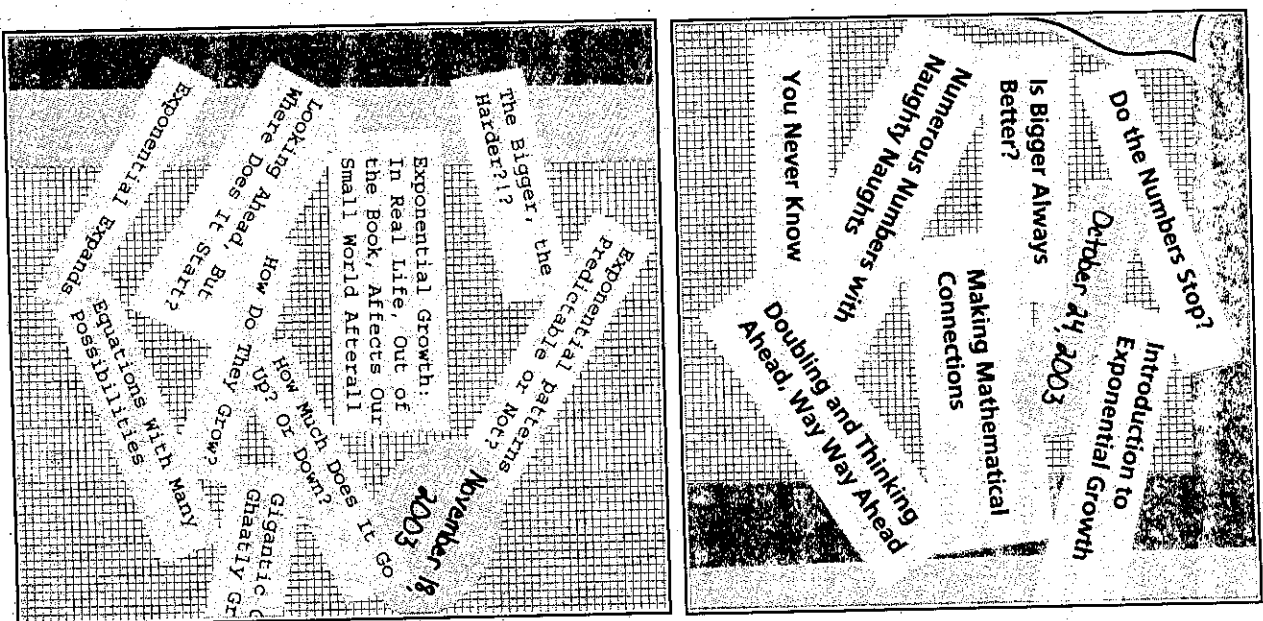 Do the Numbers Stop?
Introduction to
Exponential Growth
October 24, 2003
Is Bigger Always
Better?
Making Mathematical
Connections
Numerous Numbers with
Naughty Naughts
You Never Know
Doubling and Thinking
Ahead, Way Way Ahead
Exponential patterns
Predictable or Not?
The Bigger, the
Harder?!?
November 18,
2003
Exponential Growth:
In Real Life, Out of
the Book, Affects Our
Small World Afterall
How Much Does It Go
Up? Or Down?
Looking Ahead, But
Where Does It Start?
How Do They Grow?
Gigantic
Ghastly Gr
Exponential Expands
Equations With Many
Possibilities